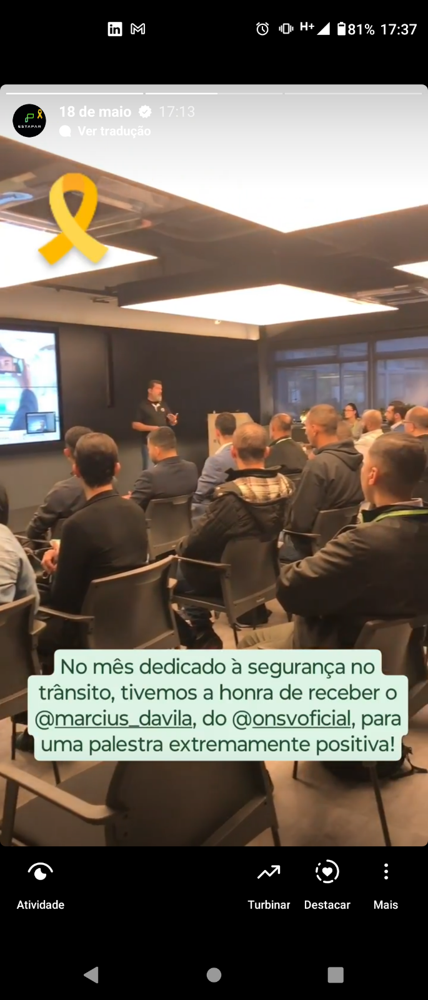 H+ 81% 17:37
18 de maio 17:13
ESTAPAR
Ver tradução
No mês dedicado à segurança no
trânsito, tivemos a honra de receber o
@marcius_davila, do @onsvoficial, para
uma palestra extremamente positiva!
Atividade
Turbinar
Destacar
Mais